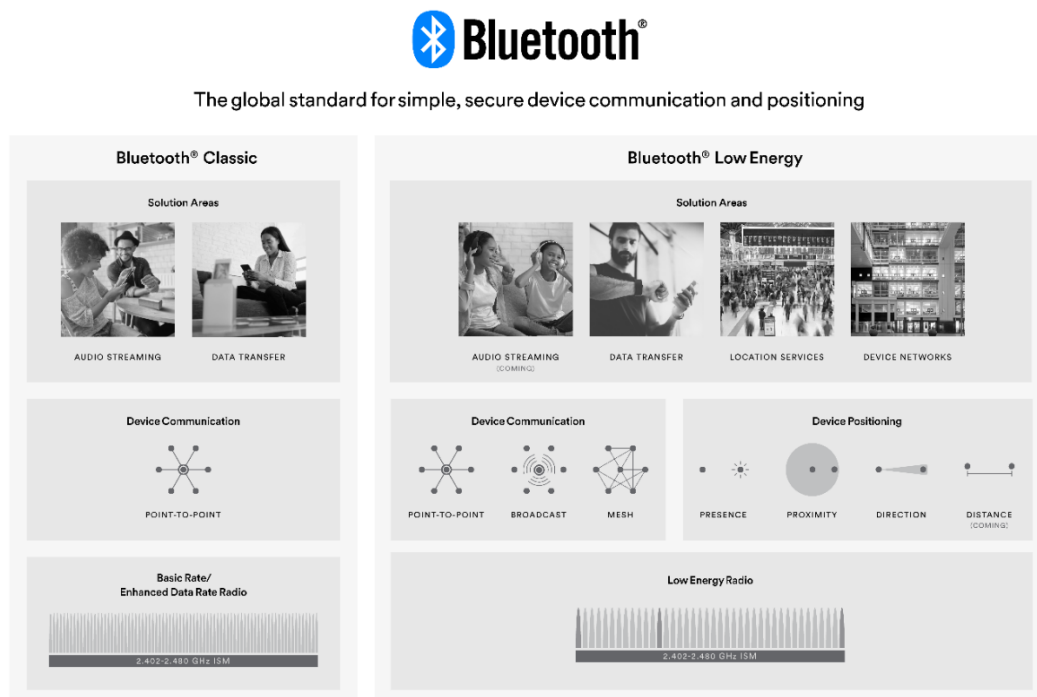 Bluetooth®
The global standard for simple, secure device communication and positioning
Bluetooth® Classic
Solution Areas
AUDIO STREAMING
DATA TRANSFER
Device Communication
POINT-TO-POINT
Basic Rate/
Enhanced Data Rate Radio
2.402-2.480 GHz ISM
Bluetooth® Low Energy
Solution Areas
AUDIO STREAMING
(COMING)
DATA TRANSFER
LOCATION SERVICES
DEVICE NETWORKS
Device Communication
POINT-TO-POINT
BROADCAST
MESH
Device Positioning
PRESENCE
PROXIMITY
DIRECTION
DISTANCE
(COMING)
Low Energy Radio
2.402-2.480 GHz ISM